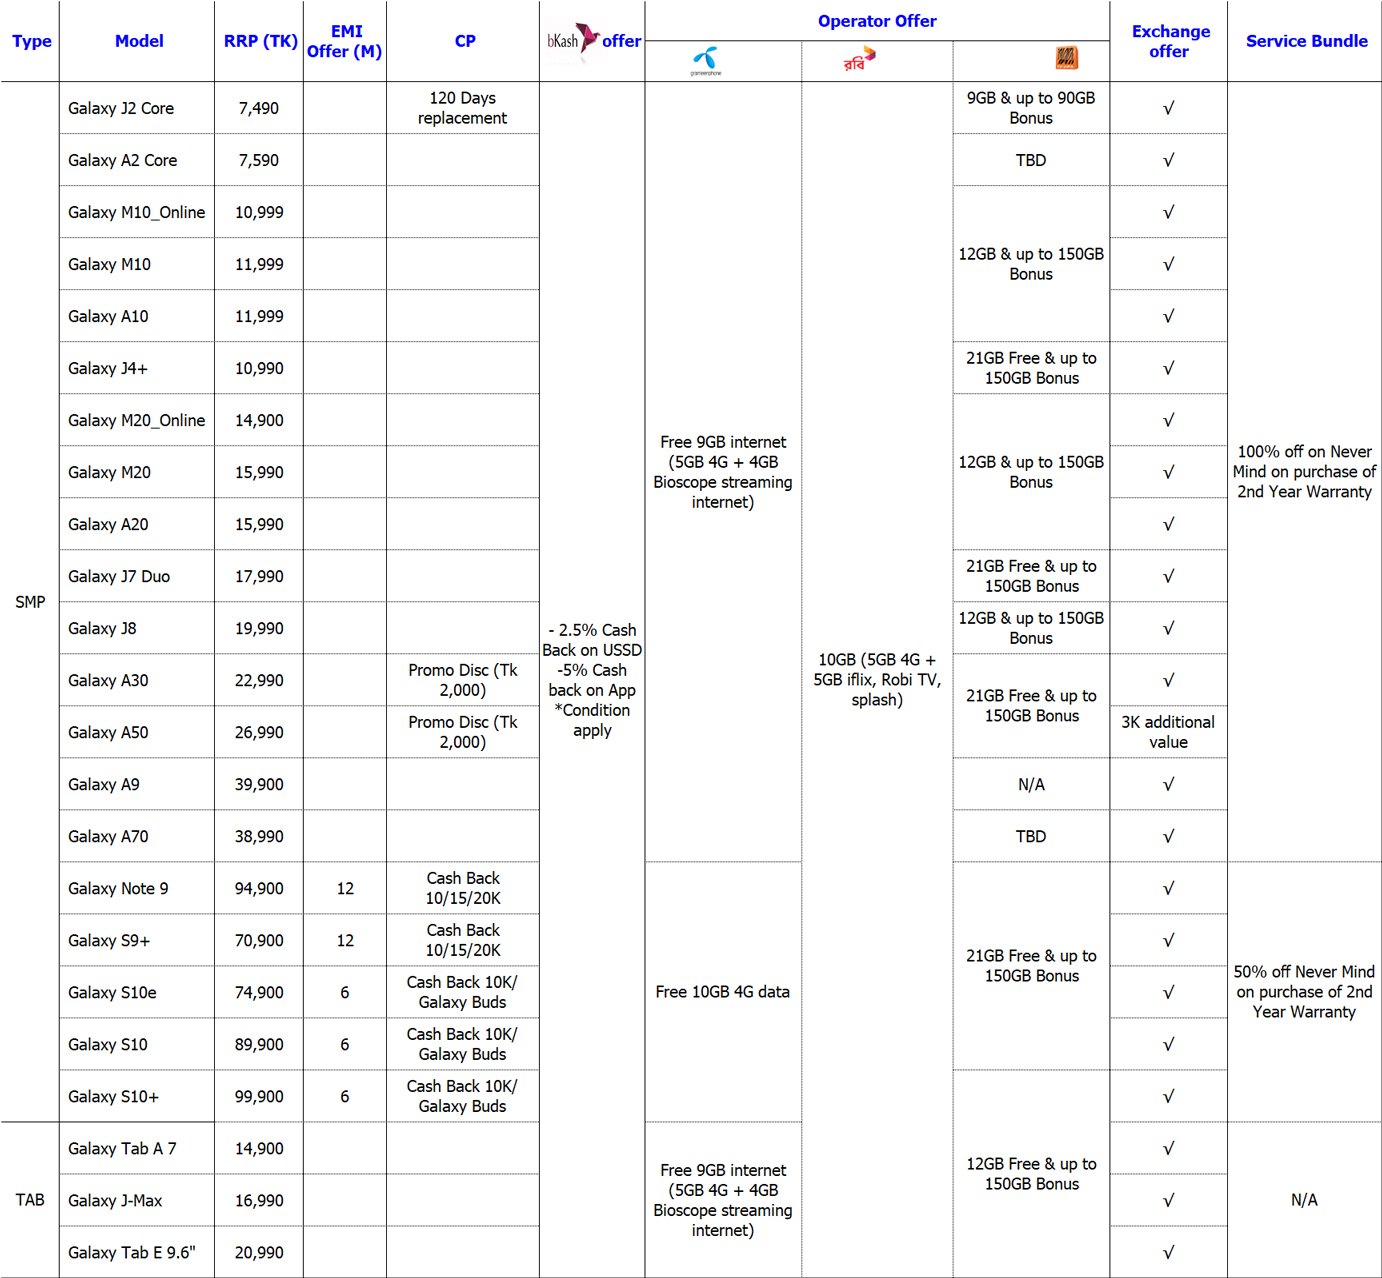 Type
Model
RRP (TK)
EMI
Offer (M)
CP
bKash offer
Operator Offer
grameenphone
রবি
Exchange
offer
Service Bundle
SMP
Galaxy J2 Core
7,490
120 Days
replacement
9GB & up to 90GB
Bonus
√
Galaxy A2 Core
7,590
TBD
√
Galaxy M10_Online
10,999
√
Galaxy M10
11,999
12GB & up to 150GB
Bonus
√
Galaxy A10
11,999
√
Galaxy J4+
10,990
21GB Free & up to
150GB Bonus
√
Galaxy M20_Online
14,900
√
Galaxy M20
15,990
12GB & up to 150GB
Bonus
√
Galaxy A20
15,990
√
Galaxy J7 Duo
17,990
21GB Free & up to
150GB Bonus
√
Galaxy J8
19,990
12GB & up to 150GB
Bonus
√
Galaxy A30
22,990
Promo Disc (Tk
2,000)
21GB Free & up to
150GB Bonus
√
Galaxy A50
26,990
Promo Disc (Tk
2,000)
3K additional
value
Galaxy A9
39,900
N/A
√
Galaxy A70
38,990
TBD
√
Free 9GB internet
(5GB 4G + 4GB
Bioscope streaming
internet)
100% off on Never
Mind on purchase of
2nd Year Warranty
- 2.5% Cash
Back on USSD
-5% Cash
back on App
*Condition
apply
10GB (5GB 4G +
5GB iflix, Robi TV,
splash)
Galaxy Note 9
94,900
12
Cash Back
10/15/20K
√
Galaxy S9+
70,900
12
Cash Back
10/15/20K
21GB Free & up to
150GB Bonus
√
Galaxy S10e
74,900
6
Cash Back 10K/
Galaxy Buds
Free 10GB 4G data
√
50% off Never Mind
on purchase of 2nd
Year Warranty
Galaxy S10
89,900
6
Cash Back 10K/
Galaxy Buds
√
Galaxy S10+
99,900
6
Cash Back 10K/
Galaxy Buds
√
TAB
Galaxy Tab A 7
14,900
12GB Free & up to
150GB Bonus
√
Galaxy J-Max
16,990
Free 9GB internet
(5GB 4G + 4GB
Bioscope streaming
internet)
√
N/A
Galaxy Tab E 9.6"
20,990
√